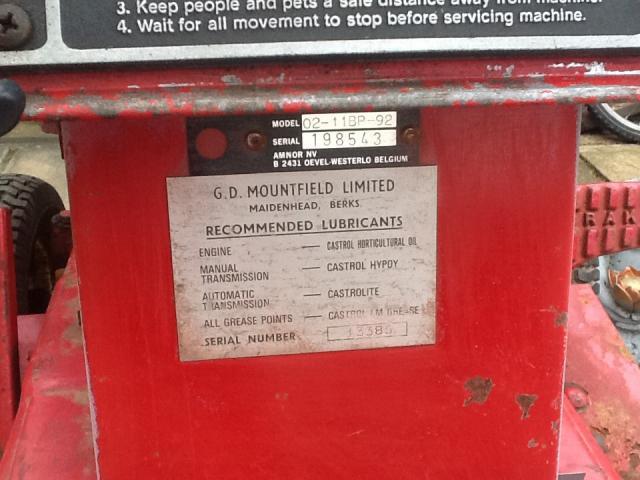 3. Keep people and pets a safe distance away from machine.
4. Wait for all movement to stop before servicing machine.
MODEL 02-11BP-92
SERIAL 198543
AMNOR NV
B 2431 OEVEL-WESTERLO BELGIUM
G.D. MOUNTFIELD LIMITED
MAIDENHEAD, BERKS.
RECOMMENDED LUBRICANTS
ENGINE — CASTROL HORTICULTURAL OIL
MANUAL TRANSMISSION — CASTROL HYPOY
AUTOMATIC TRANSMISSION — CASTROLITE
ALL GREASE POINTS — CASTROL LM GREASE
SERIAL NUMBER
RAK